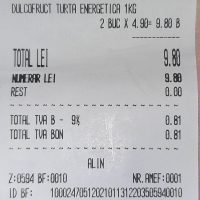 DULCOFRUCT TURTA ENERGETICA 1KG
2 BUC X 4.90= 9.80 B
TOTAL LEI 9.80
NUMERAR LEI 9.80
REST 0.00
TOTAL TVA B - 9% 0.81
TOTAL TVA BON 0.81
ALIN
Z:0594 BF:0010 NR.AMEF:0001
ID BF: 10002470512021011312203505940010